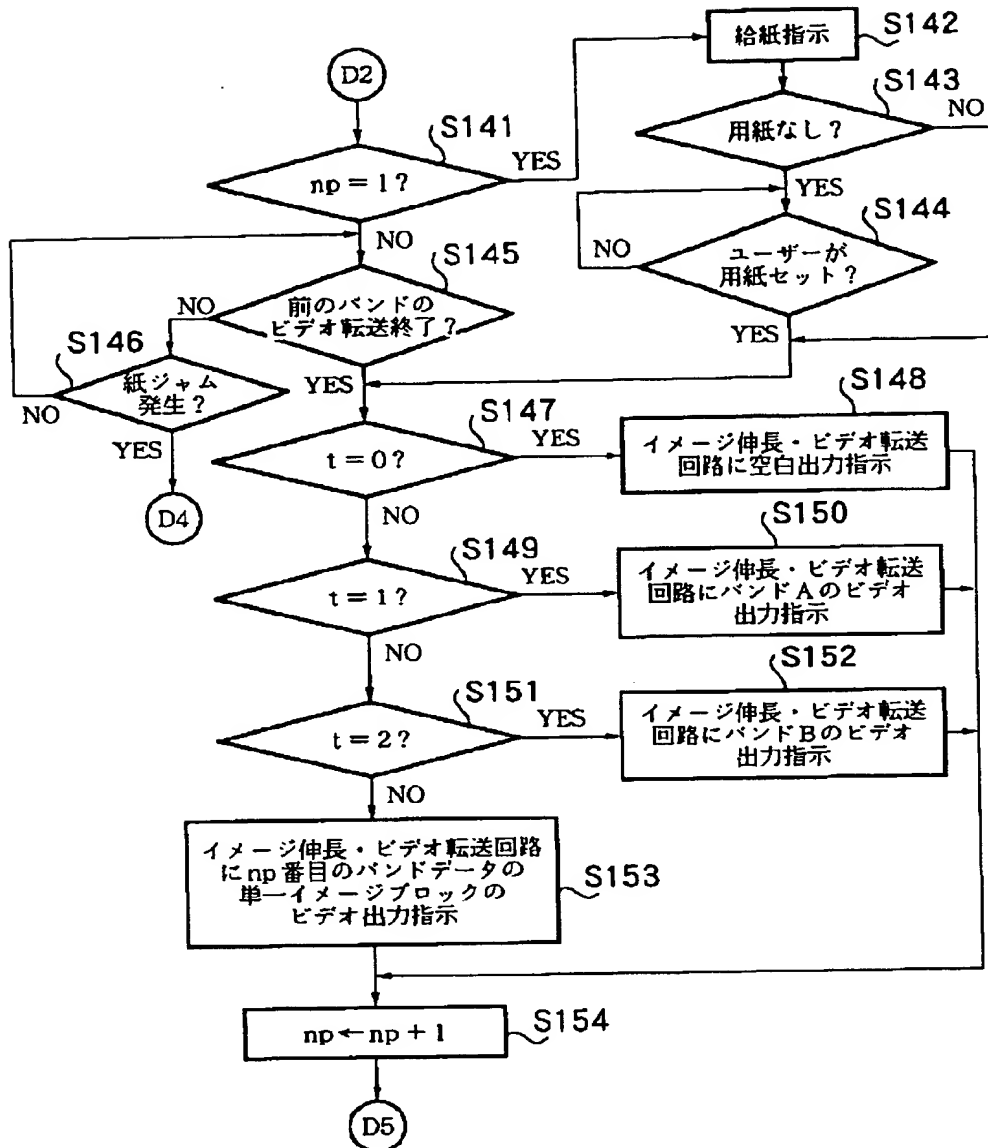 D2
S141
np = 1?
YES
NO
給紙指示
S142
S143
用紙なし?
NO
YES
S144
ユーザーが
用紙セット?
NO
YES
S145
前のバンドの
ビデオ転送終了?
NO
YES
S146
紙ジャム
発生?
NO
YES
D4
S147
t = 0?
YES
NO
S148
イメージ伸長・ビデオ転送
回路に空白出力指示
S149
t = 1?
YES
NO
S150
イメージ伸長・ビデオ転送
回路にバンドAのビデオ
出力指示
S151
t = 2?
YES
NO
S152
イメージ伸長・ビデオ転送
回路にバンドBのビデオ
出力指示
イメージ伸長・ビデオ転送回路
にnp番目のバンドデータの
単一イメージブロックの
ビデオ出力指示
S153
np ← np + 1
S154
D5